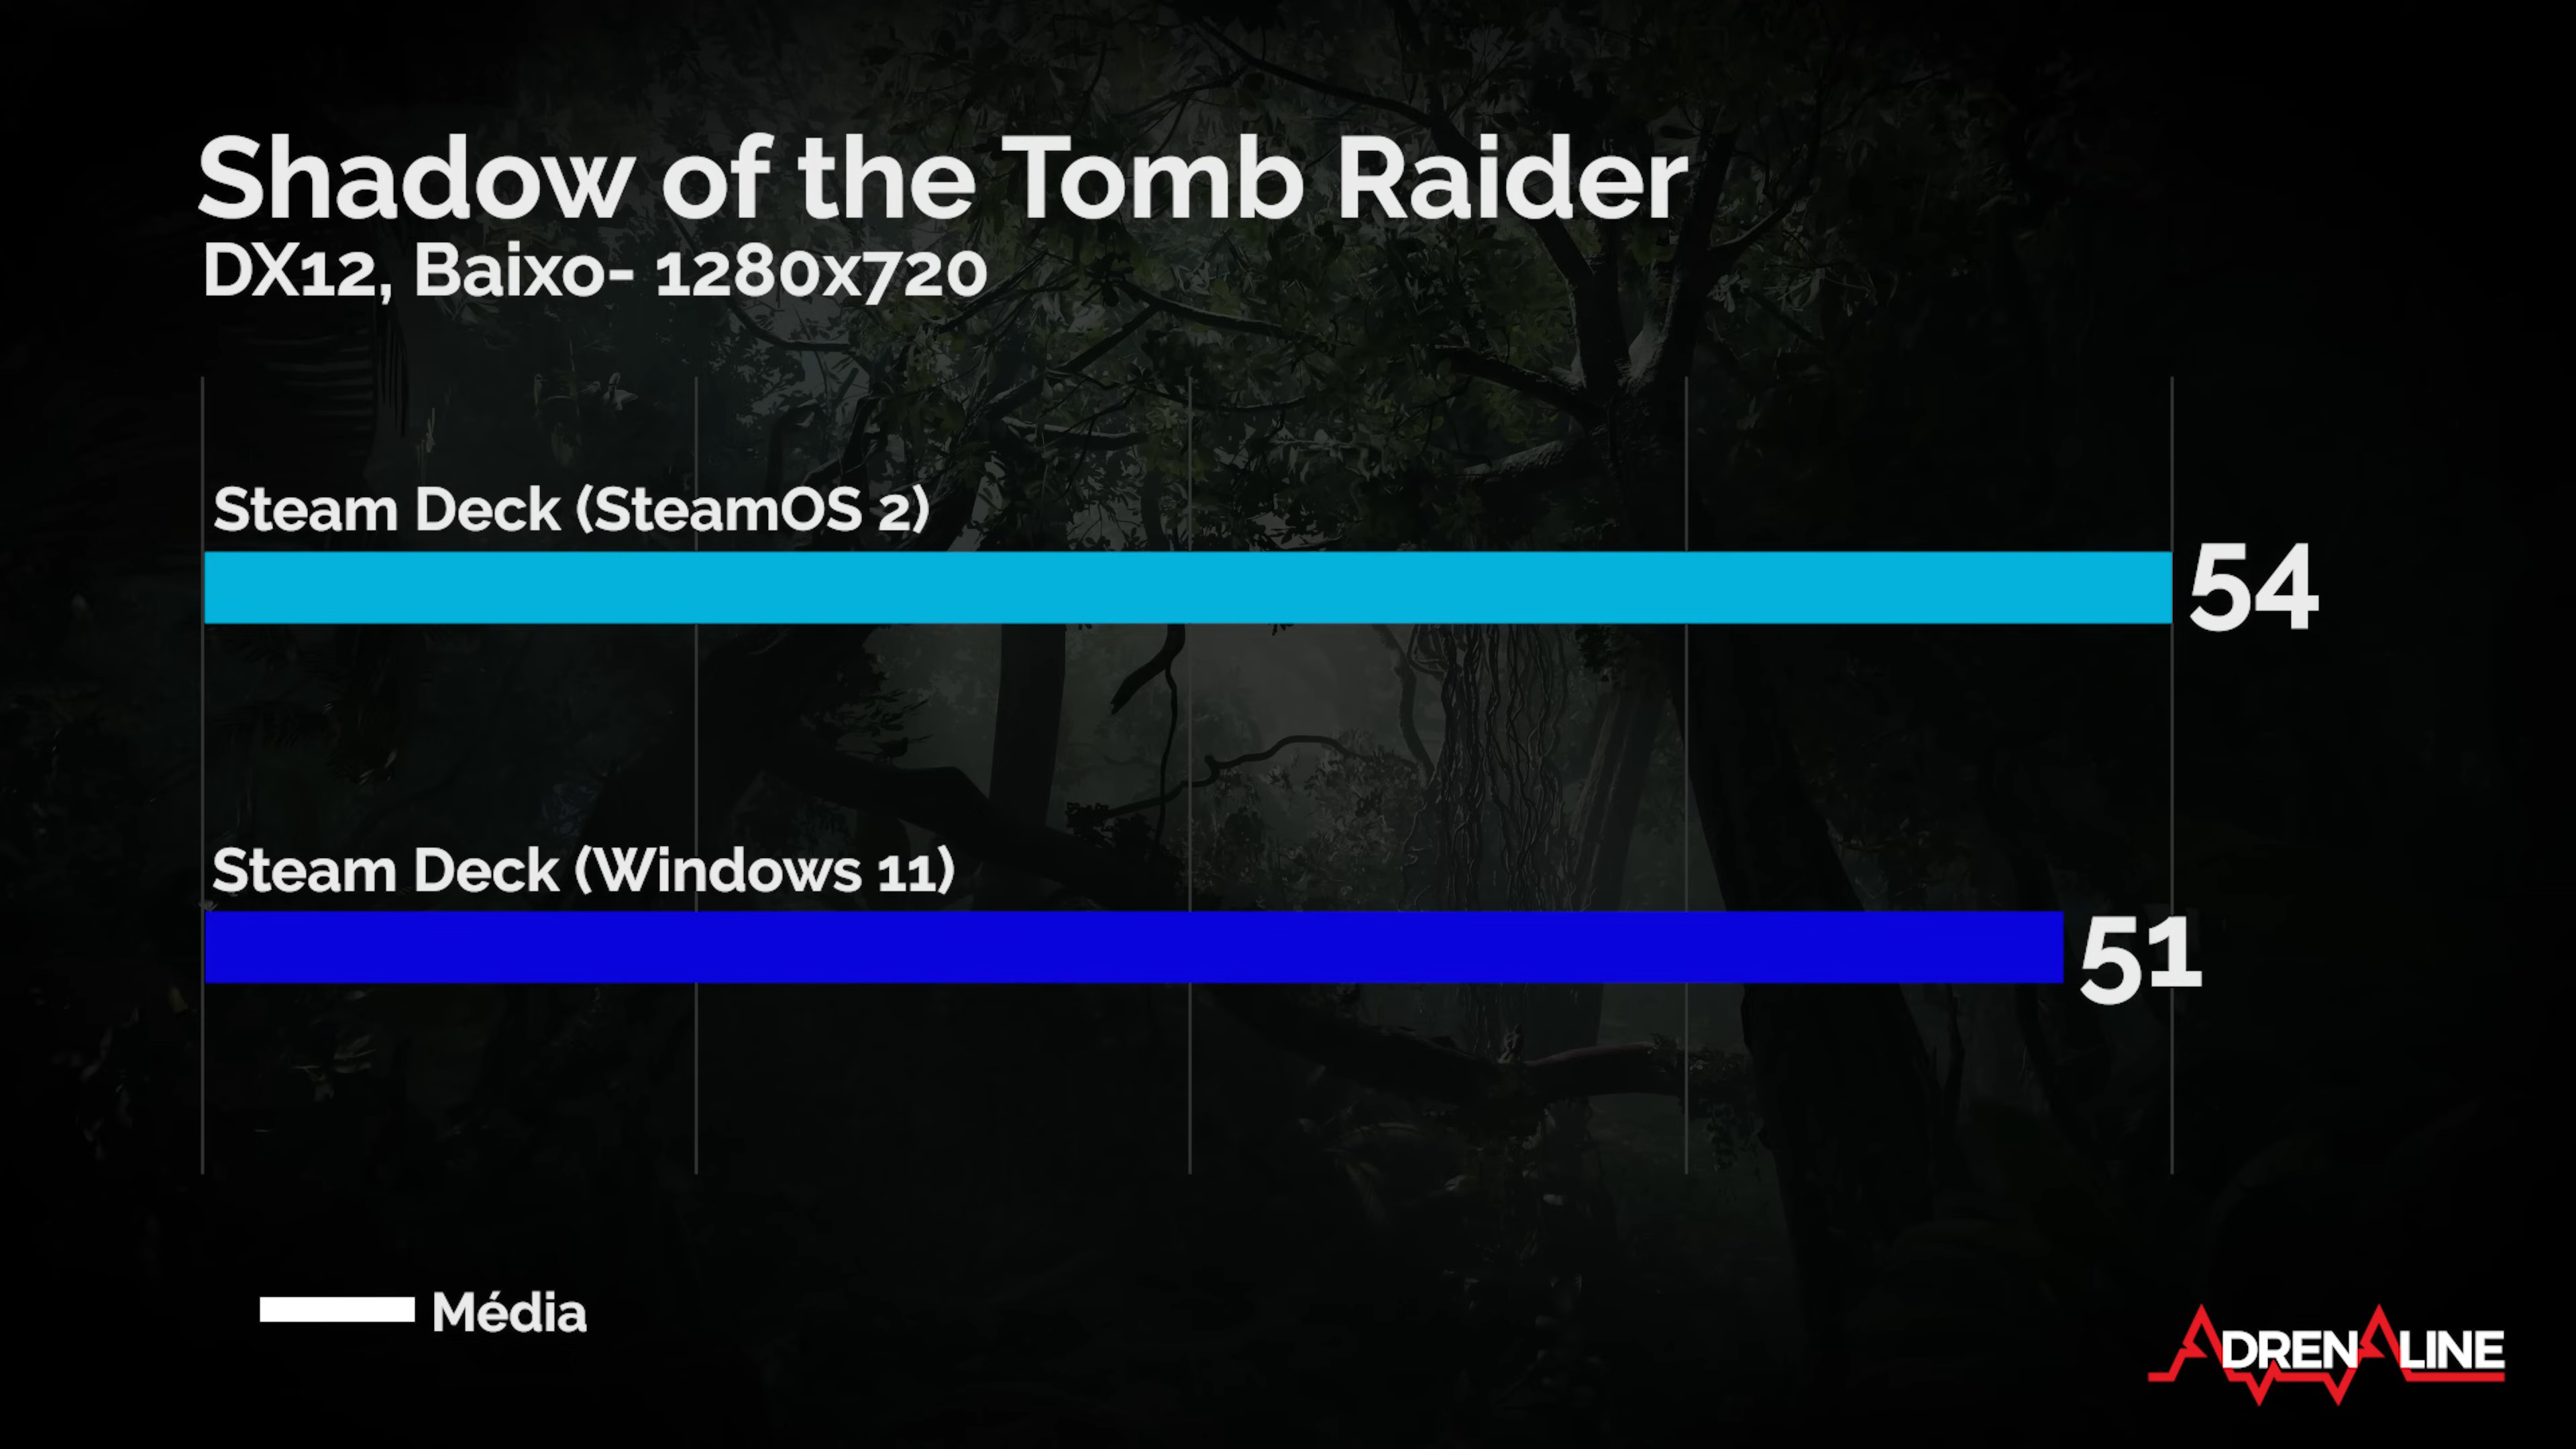 Shadow of the Tomb Raider
DX12, Baixo- 1280x720
Steam Deck (SteamOS 2)
54
Steam Deck (Windows 11)
51
Média
ADRENALINE